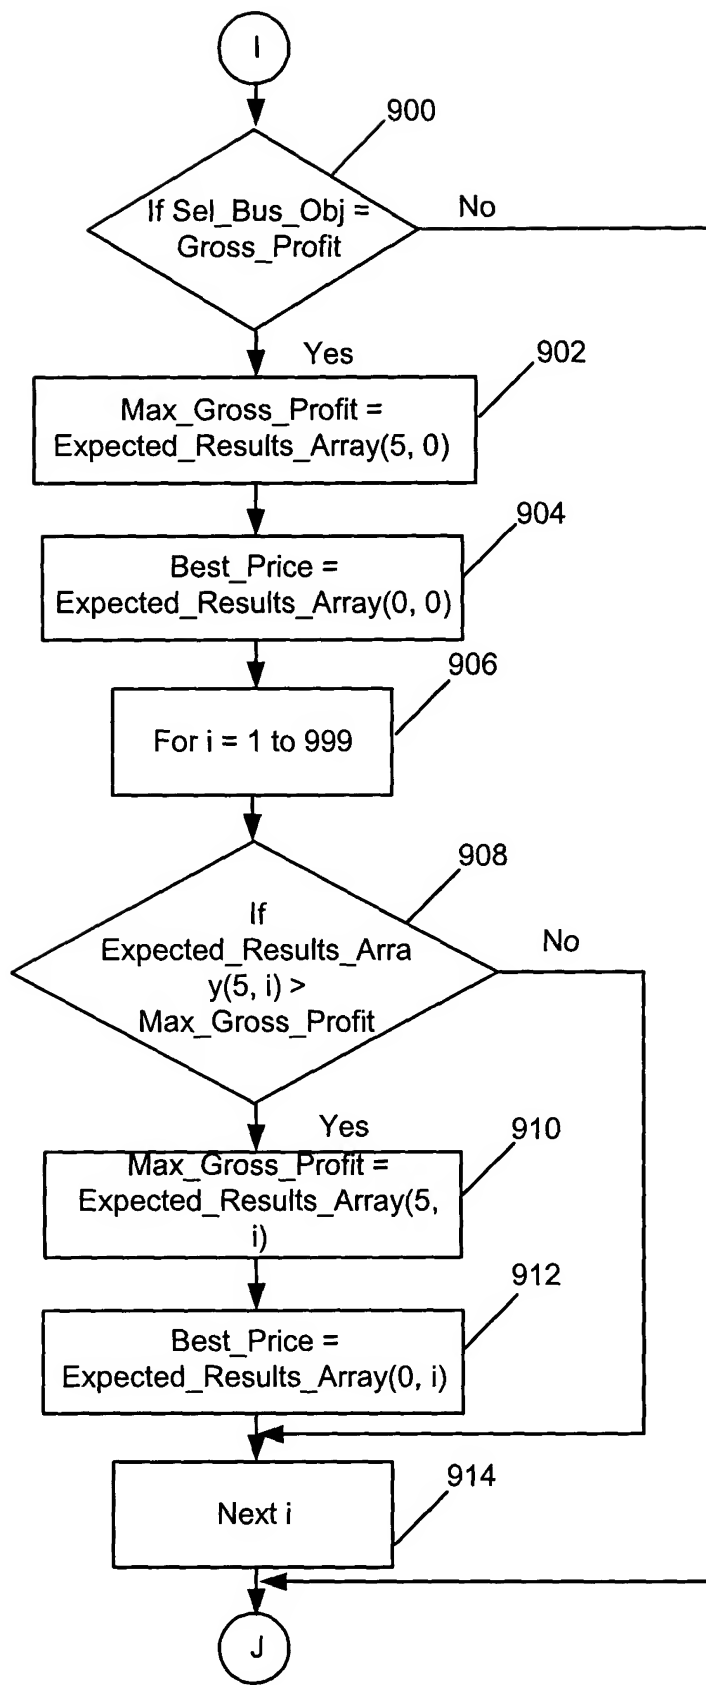 I
900
If Sel_Bus_Obj =
Gross_Profit
No
Yes
902
Max_Gross_Profit =
Expected_Results_Array(5, 0)
904
Best_Price =
Expected_Results_Array(0, 0)
906
For i = 1 to 999
908
If
Expected_Results_Arra
y(5, i) >
Max_Gross_Profit
No
Yes
910
Max_Gross_Profit =
Expected_Results_Array(5,
i)
912
Best_Price =
Expected_Results_Array(0, i)
914
Next i
J